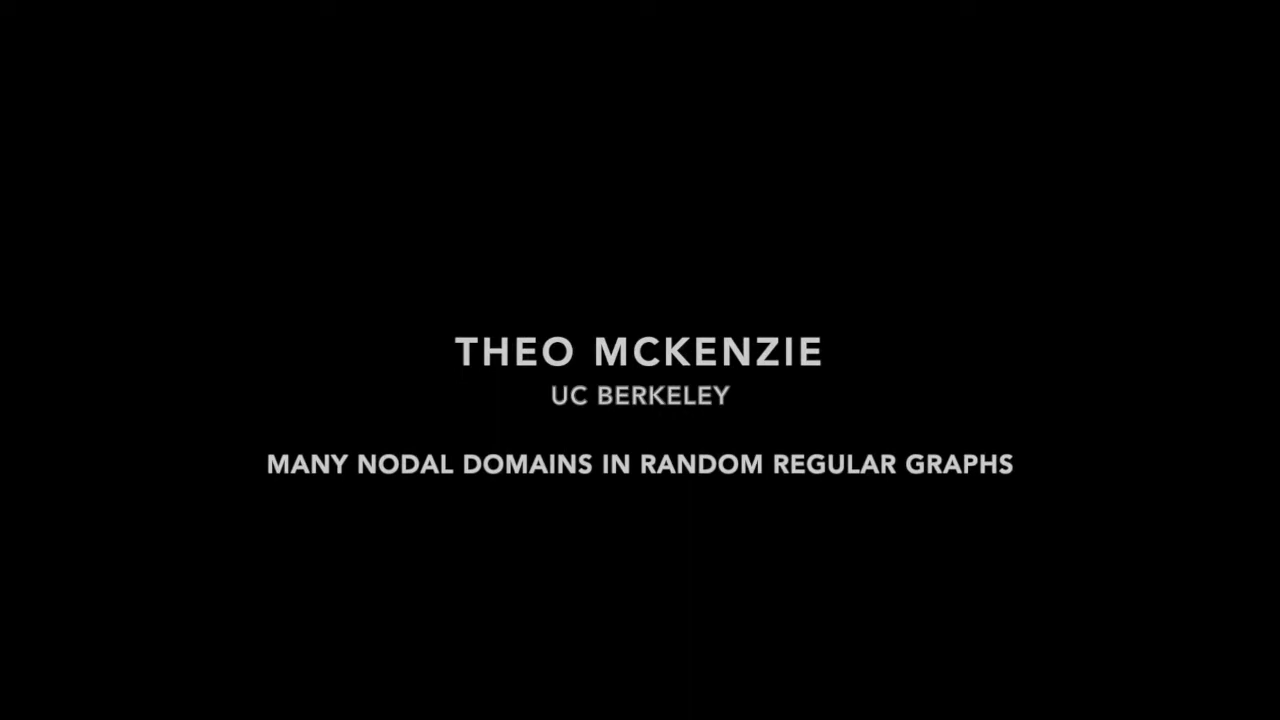 THEO MCKENZIE
UC BERKELEY
MANY NODAL DOMAINS IN RANDOM REGULAR GRAPHS